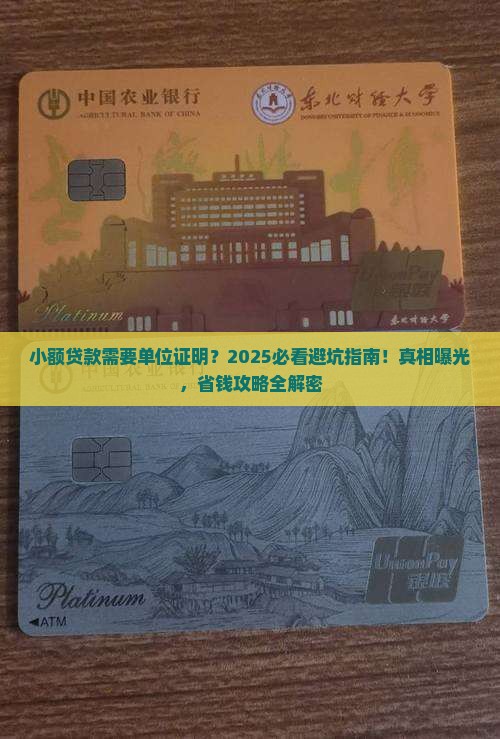 中国农业银行
AGRICULTURAL BANK OF CHINA
东北财经大学
DONGBEI UNIVERSITY OF FINANCE & ECONOMICS
UnionPay
银联
Platinum
东北财经大学
小额贷款需要单位证明？2025必看避坑指南！真相曝光
，省钱攻略全解密
UnionPay
银联
Platinum
◄ATM